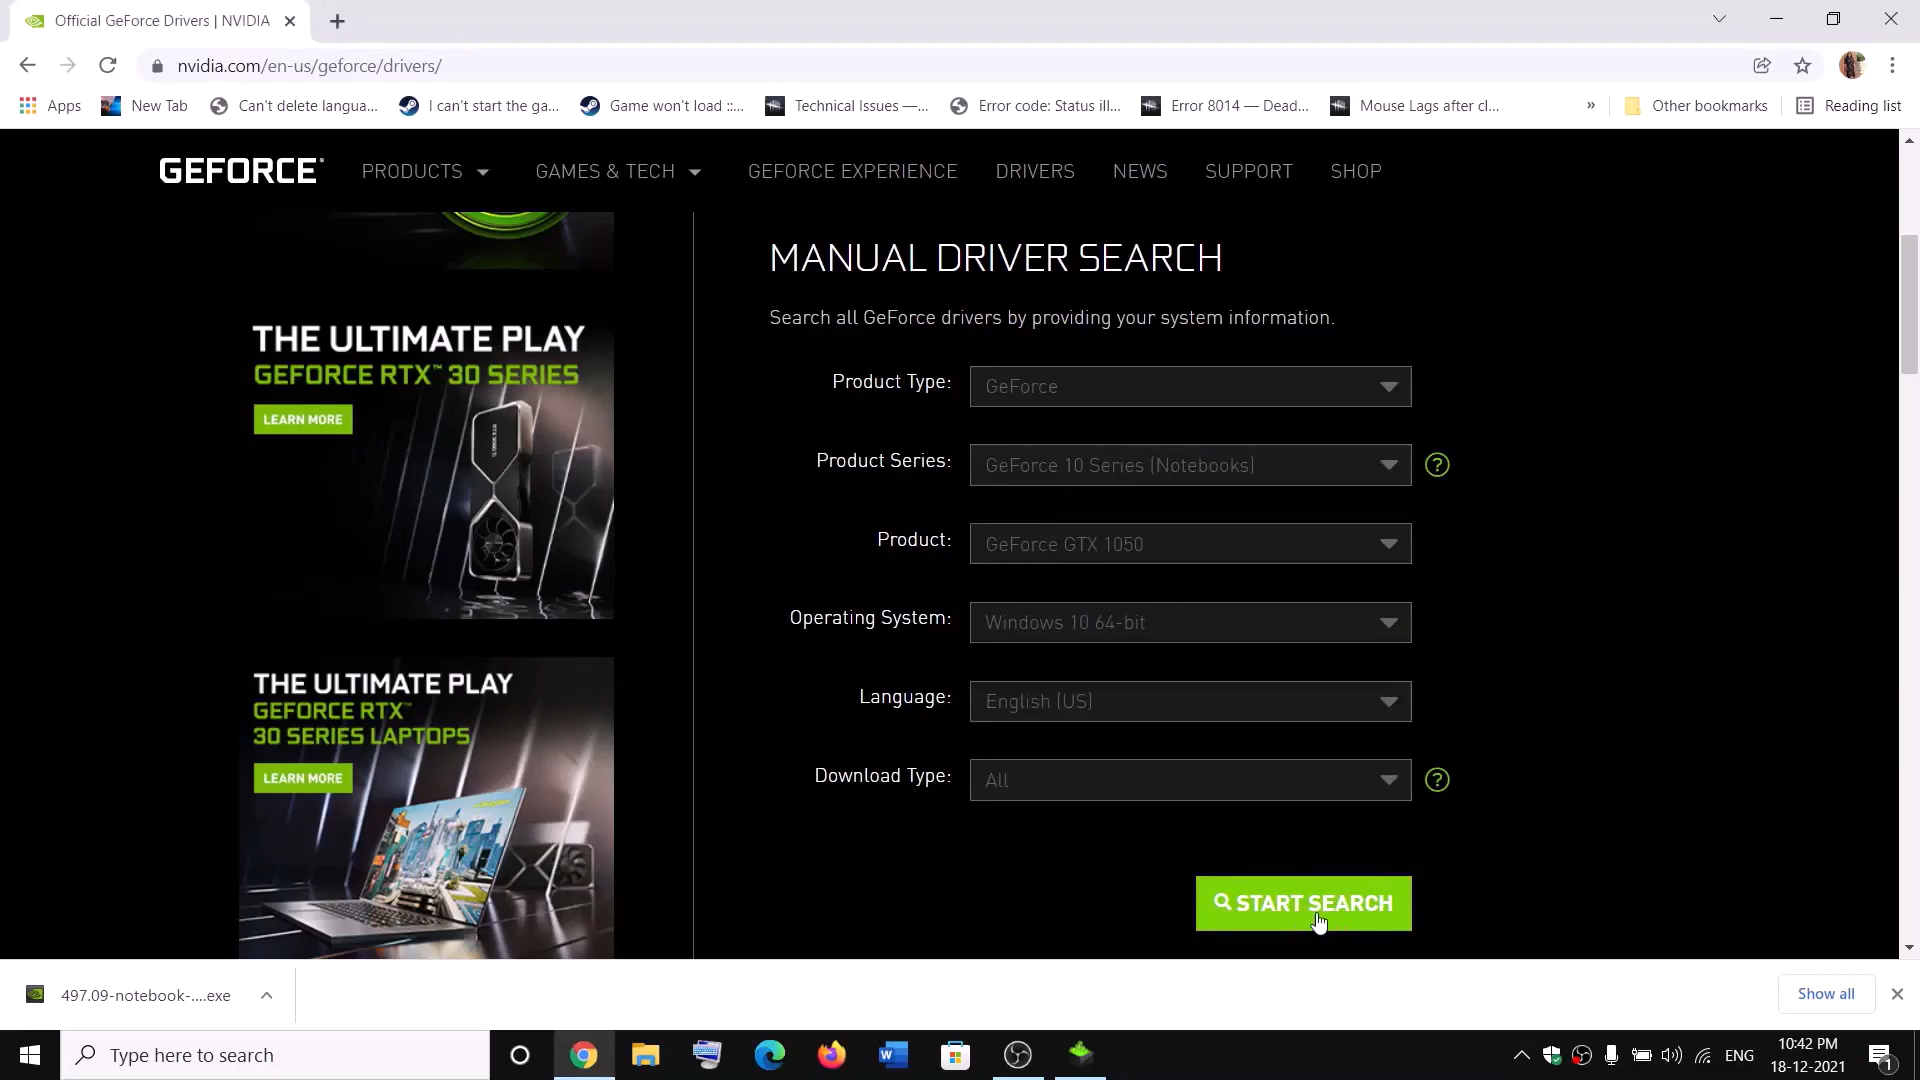 Official GeForce Drivers | NVIDIA
nvidia.com/en-us/geforce/drivers/
Apps
New Tab
Can't delete langua...
I can't start the ga...
Game won't load ::...
Technical Issues —...
Error code: Status ill...
Error 8014 — Dead...
Mouse Lags after cl...
»
Other bookmarks
Reading list
GEFORCE
PRODUCTS
GAMES & TECH
GEFORCE EXPERIENCE
DRIVERS
NEWS
SUPPORT
SHOP
THE ULTIMATE PLAY
GEFORCE RTX™ 30 SERIES
LEARN MORE
THE ULTIMATE PLAY
GEFORCE RTX™
30 SERIES LAPTOPS
LEARN MORE
MANUAL DRIVER SEARCH
Search all GeForce drivers by providing your system information.
Product Type: GeForce
Product Series: GeForce 10 Series (Notebooks) ?
Product: GeForce GTX 1050
Operating System: Windows 10 64-bit
Language: English (US)
Download Type: All ?
START SEARCH
497.09-notebook-....exe
Show all
Type here to search
ENG
10:42 PM
18-12-2021
1